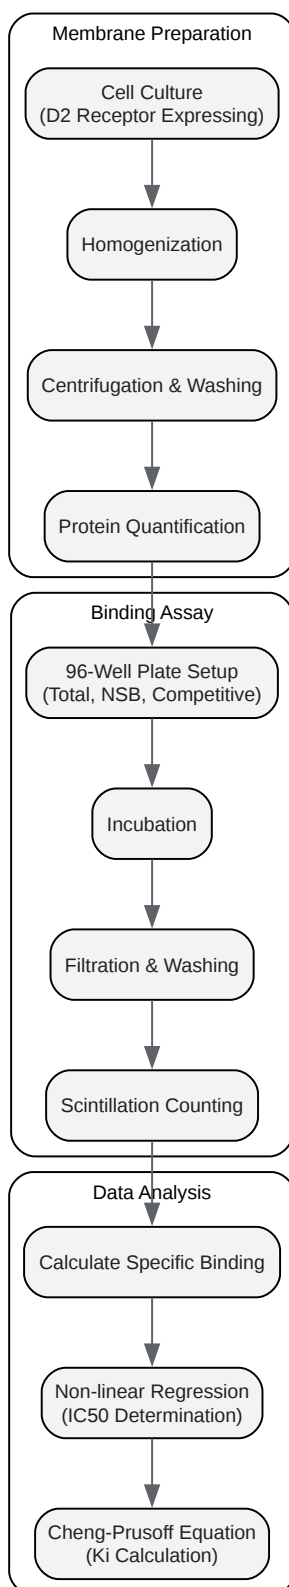 Membrane Preparation
Cell Culture
(D2 Receptor Expressing)
Homogenization
Centrifugation & Washing
Protein Quantification
Binding Assay
96-Well Plate Setup
(Total, NSB, Competitive)
Incubation
Filtration & Washing
Scintillation Counting
Data Analysis
Calculate Specific Binding
Non-linear Regression
(IC50 Determination)
Cheng-Prusoff Equation
(Ki Calculation)